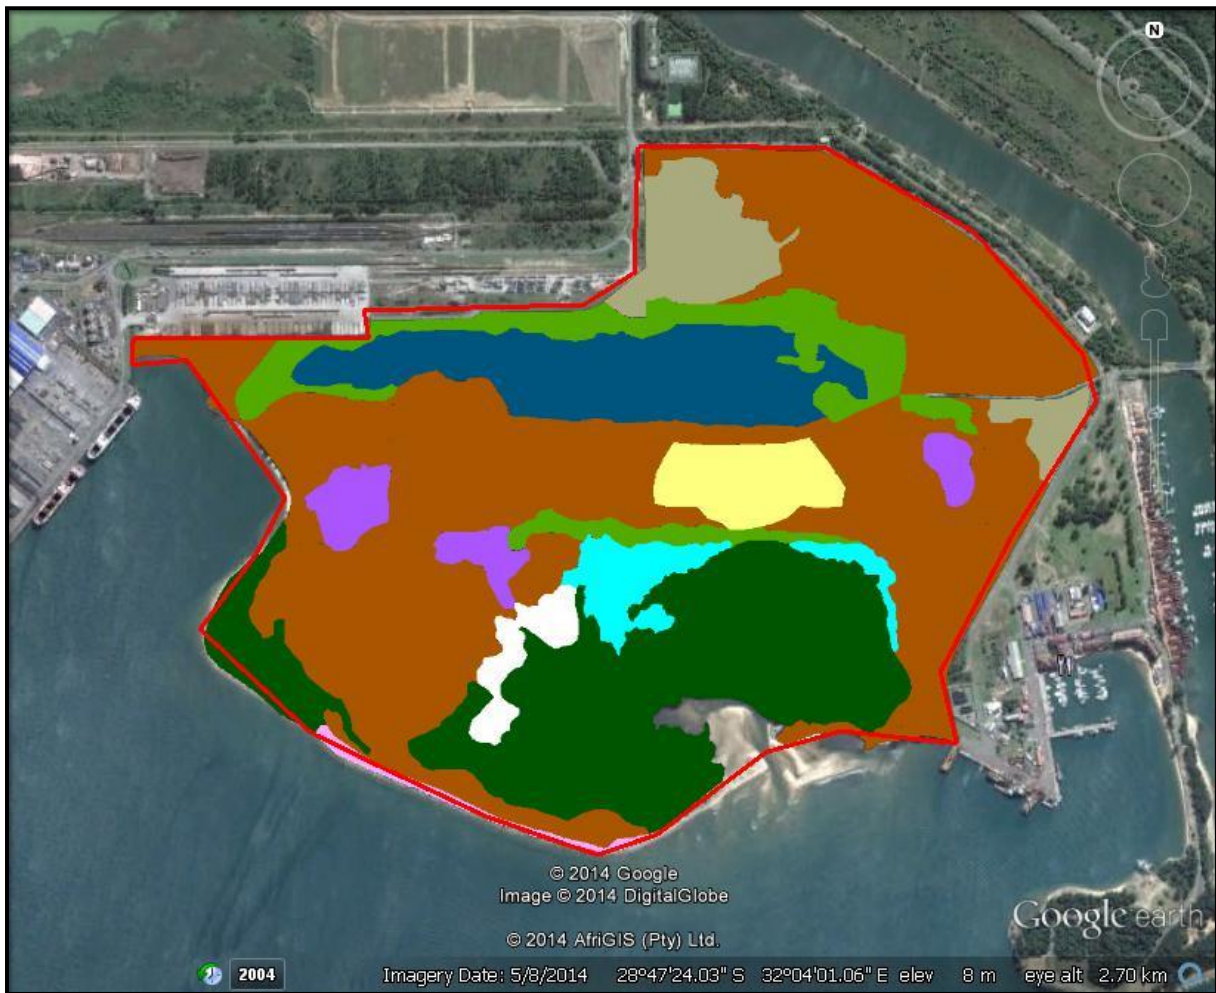 N
© 2014 Google
Image © 2014 DigitalGlobe
© 2014 AfriGIS (Pty) Ltd.
Google earth
2004
Imagery Date: 5/8/2014 28°47'24.03" S 32°04'01.06" E elev 8 m eye alt 2.70 km